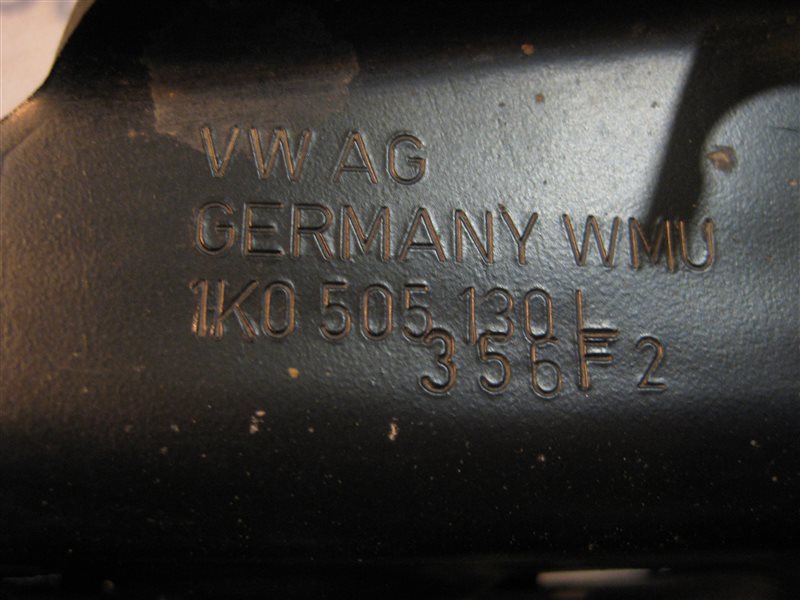 VW AG
GERMANY WMU
1K0 505 130 L
356F2